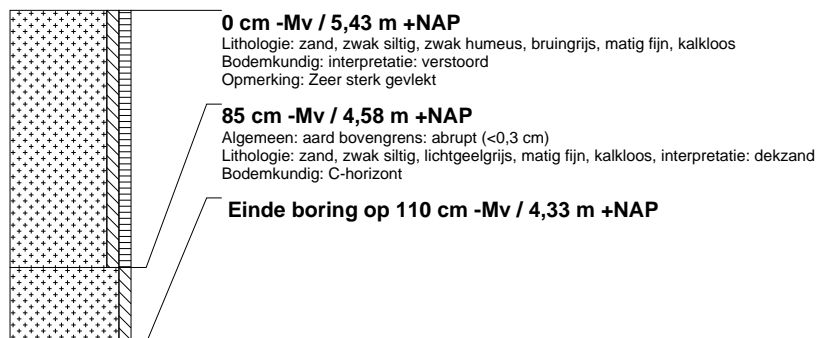 0 cm -Mv / 5,43 m +NAP
Lithologie: zand, zwak siltig, zwak humeus, bruingrijs, matig fijn, kalkloos
Bodemkundig: interpretatie: verstoord
Opmerking: Zeer sterk gevlekt
85 cm -Mv / 4,58 m +NAP
Algemeen: aard bovengrens: abrupt (<0,3 cm)
Lithologie: zand, zwak siltig, lichtgeelgrijs, matig fijn, kalkloos, interpretatie: dekzand
Bodemkundig: C-horizont
Einde boring op 110 cm -Mv / 4,33 m +NAP